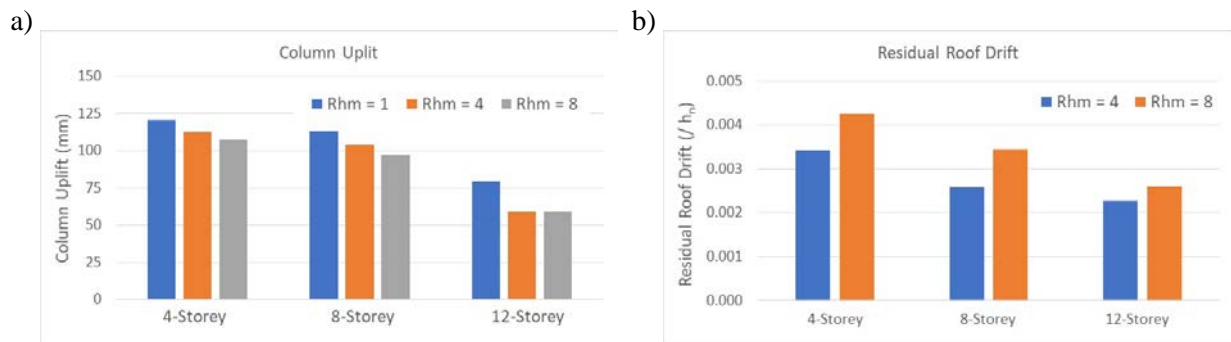 a)
Column Uplit
Column Uplift (mm)
150
125
100
75
50
25
0
Rhm = 1 Rhm = 4 Rhm = 8
4-Storey 8-Storey 12-Storey
b)
Residual Roof Drift
Residual Roof Drift (/ hn)
0.005
0.004
0.003
0.002
0.001
0.000
Rhm = 4 Rhm = 8
4-Storey 8-Storey 12-Storey